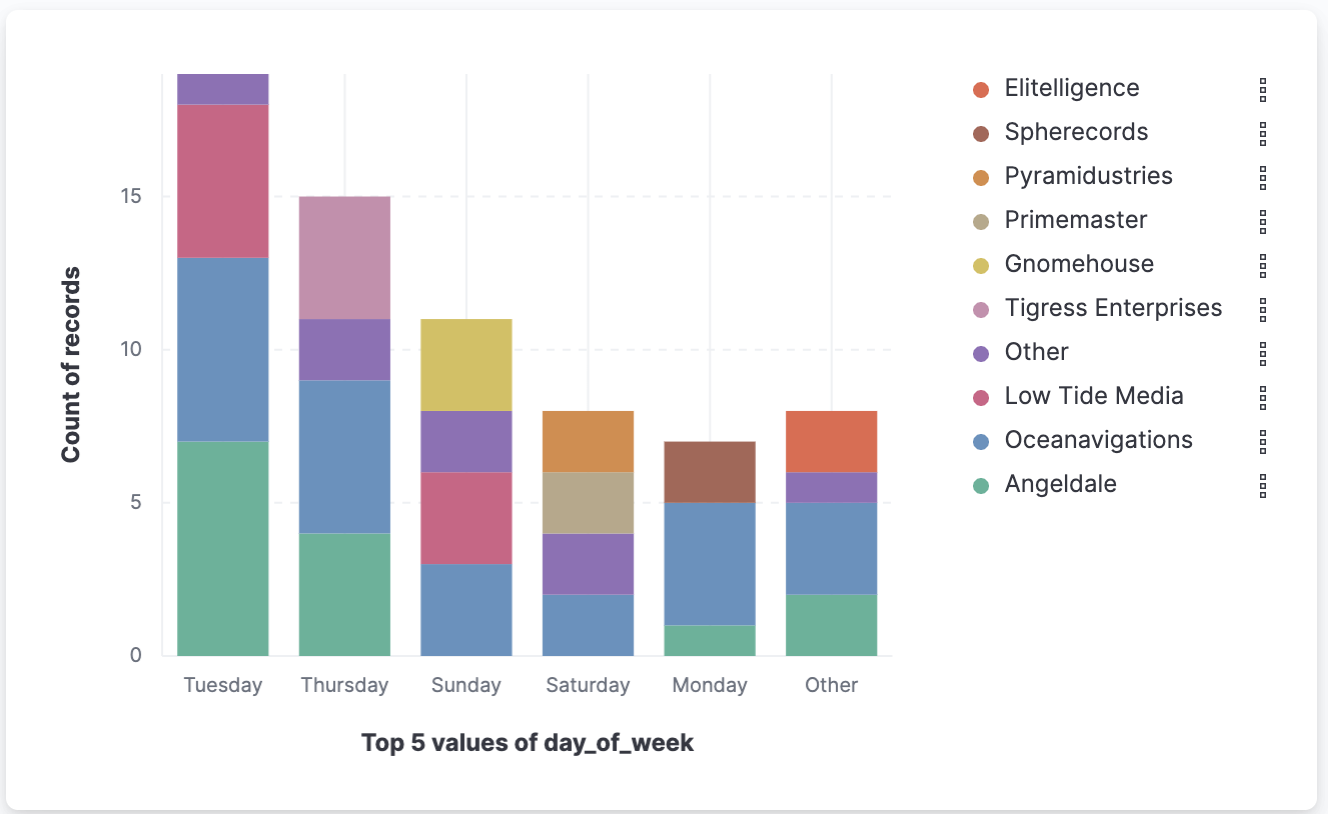 Count of records
15
10
5
0
Tuesday
Thursday
Sunday
Saturday
Monday
Other
Top 5 values of day_of_week
Elitelligence
Spherecords
Pyramidustries
Primemaster
Gnomehouse
Tigress Enterprises
Other
Low Tide Media
Oceanavigations
Angeldale